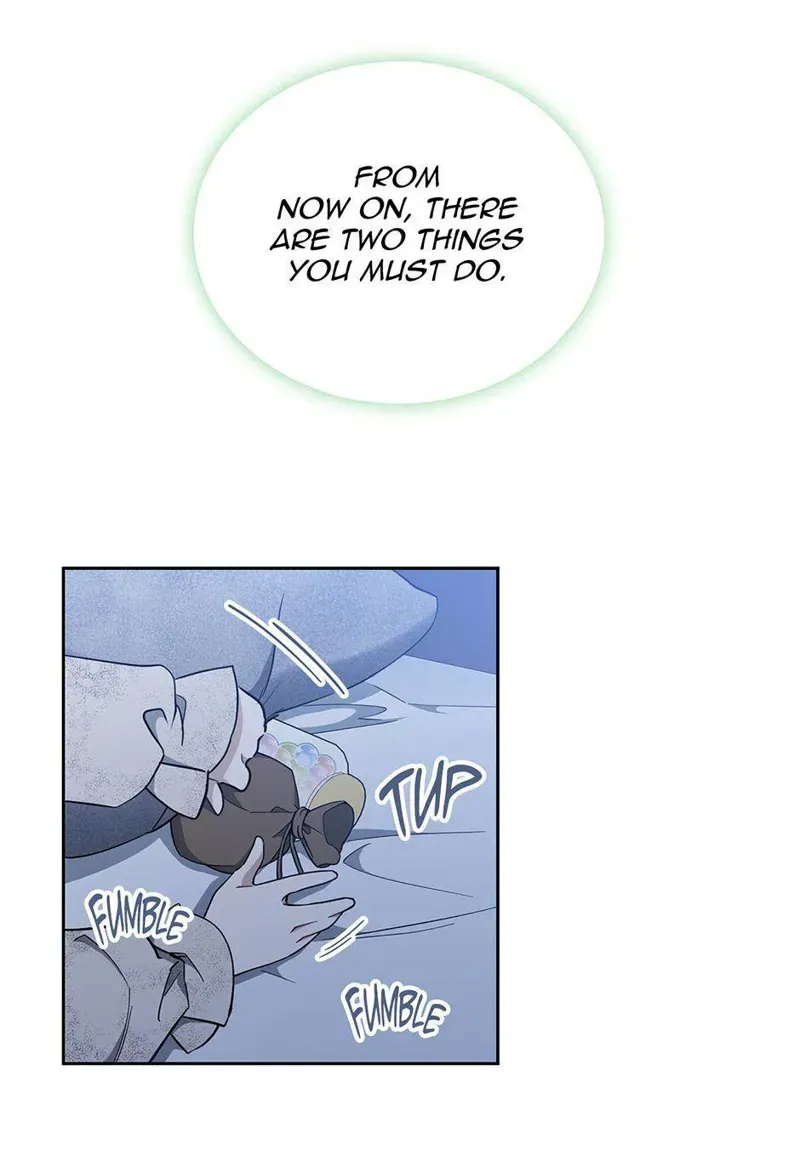 FROM
NOW ON, THERE
ARE TWO THINGS
YOU MUST DO.
TUP
FUMBLE
FUMBLE